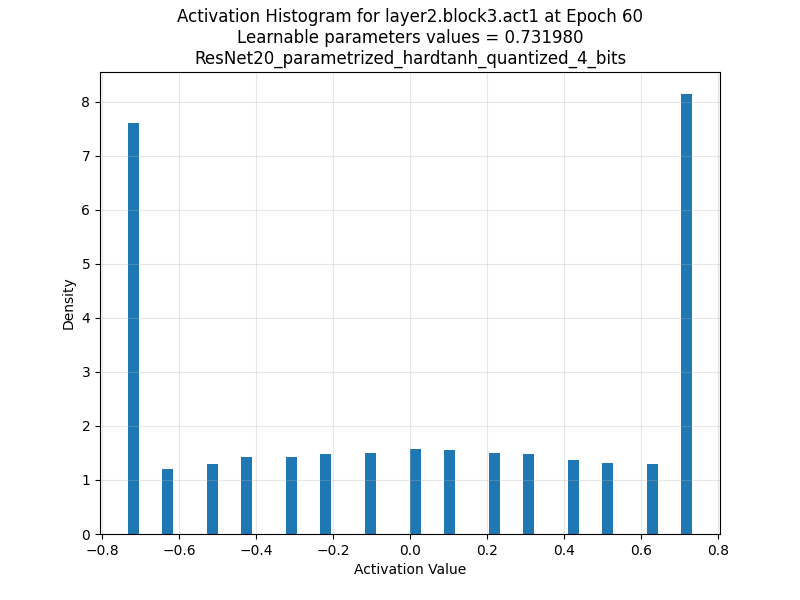 Activation Histogram for layer2.block3.act1 at Epoch 60
Learnable parameters values = 0.731980
ResNet20_parametrized_hardtanh_quantized_4_bits
Density
8
7
6
5
4
3
2
1
0
−0.8 −0.6 −0.4 −0.2 0.0 0.2 0.4 0.6 0.8
Activation Value